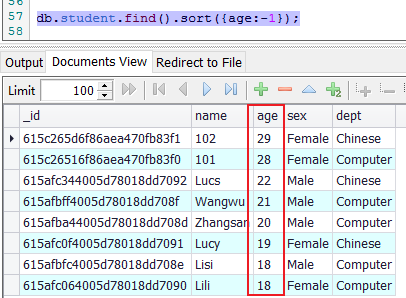 56
57 db.student.find().sort({age:-1});
58
Output Documents View Redirect to File
Limit 100
_id name age sex dept
615c265d6f86aea470fb83f1 102 29 Female Chinese
615c26516f86aea470fb83f0 101 28 Female Computer
615afc344005d78018dd7092 Lucs 22 Male Chinese
615afbff4005d78018dd708f Wangwu 21 Male Computer
615afba44005d78018dd708d Zhangsan 20 Male Computer
615afc0f4005d78018dd7091 Lucy 19 Female Chinese
615afbfc4005d78018dd708e Lisi 18 Male Computer
615afc064005d78018dd7090 Lili 18 Female Computer